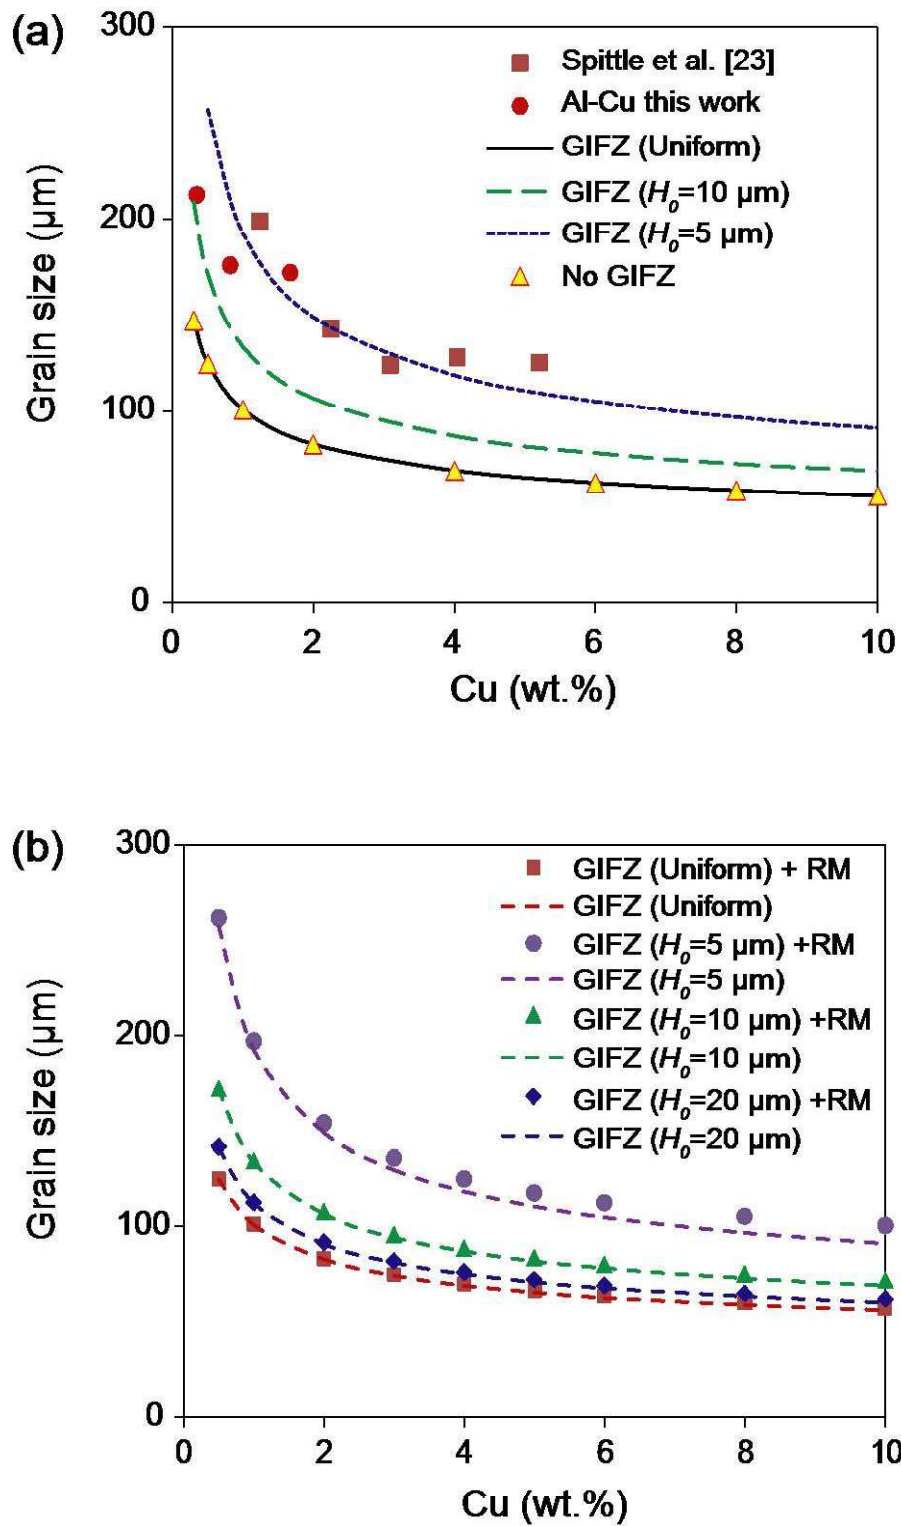 (a)
300
200
100
0
Grain size (µm)
Spittle et al. [23]
Al-Cu this work
GIFZ (Uniform)
GIFZ (H0=10 µm)
GIFZ (H0=5 µm)
No GIFZ
0 2 4 6 8 10
Cu (wt.%)
(b)
300
200
100
0
Grain size (µm)
GIFZ (Uniform) + RM
GIFZ (Uniform)
GIFZ (H0=5 µm) +RM
GIFZ (H0=5 µm)
GIFZ (H0=10 µm) +RM
GIFZ (H0=10 µm)
GIFZ (H0=20 µm) +RM
GIFZ (H0=20 µm)
0 2 4 6 8 10
Cu (wt.%)